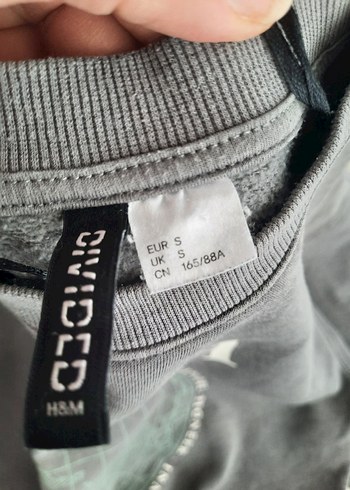 DIVIDED
H&M
EUR S
UK S
CN 165/88A